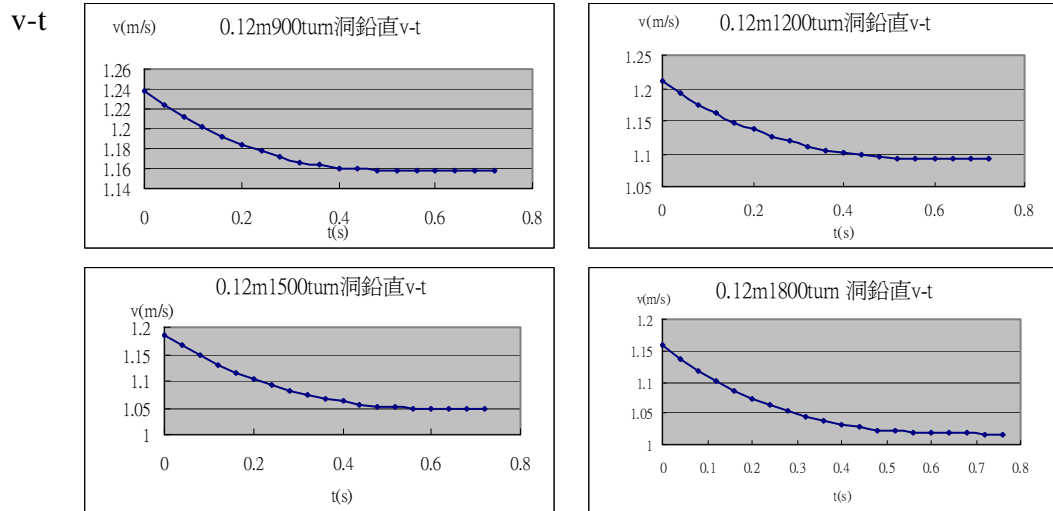 v-t
0.12m900turn洞鉛直v-t
v(m/s)
1.26
1.24
1.22
1.2
1.18
1.16
1.14
0 0.2 0.4 0.6 0.8
t(s)
0.12m1200turn洞鉛直v-t
v(m/s)
1.25
1.2
1.15
1.1
1.05
0 0.2 0.4 0.6 0.8
t(s)
0.12m1500turn洞鉛直v-t
v(m/s)
1.2
1.15
1.1
1.05
1
0 0.2 0.4 0.6 0.8
t(s)
0.12m1800turn 洞鉛直v-t
v(m/s)
1.2
1.15
1.1
1.05
1
0 0.1 0.2 0.3 0.4 0.5 0.6 0.7 0.8
t(s)